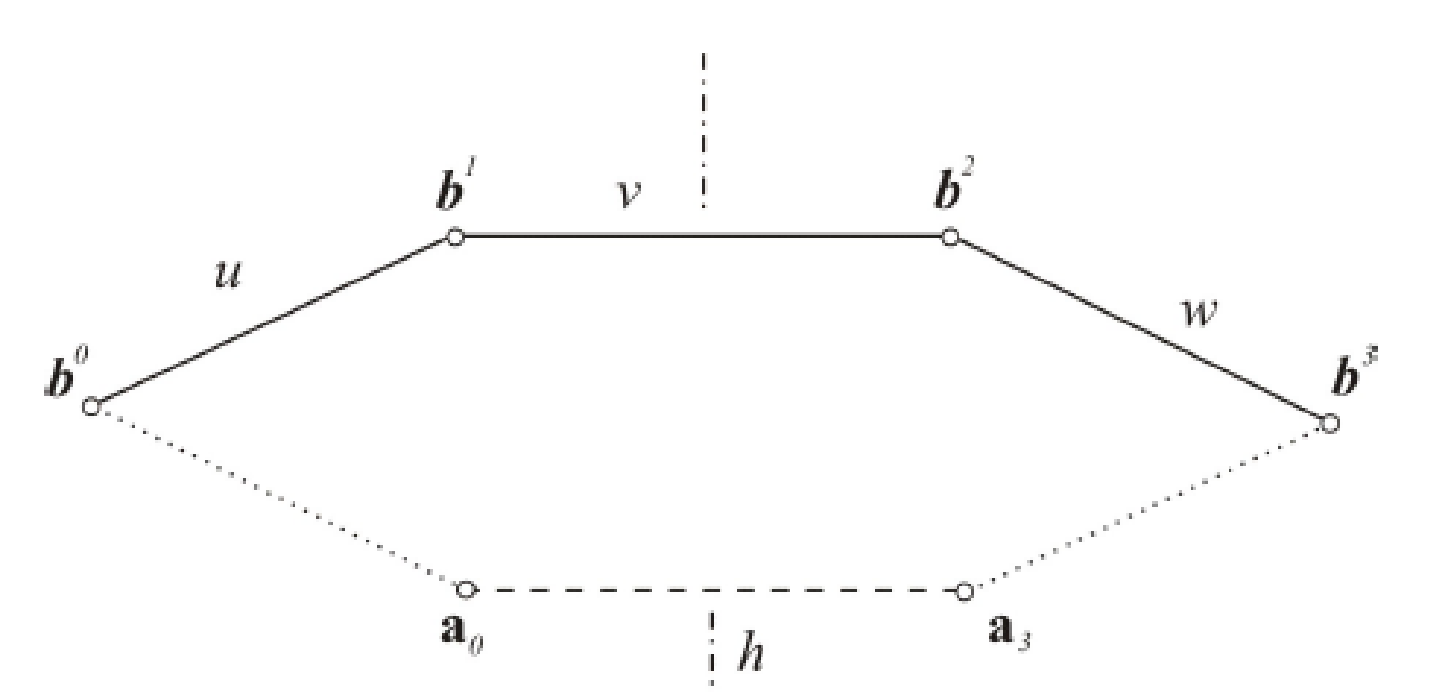 b¹ v b²
u
w
b⁰ b³
a₀ a₃
h